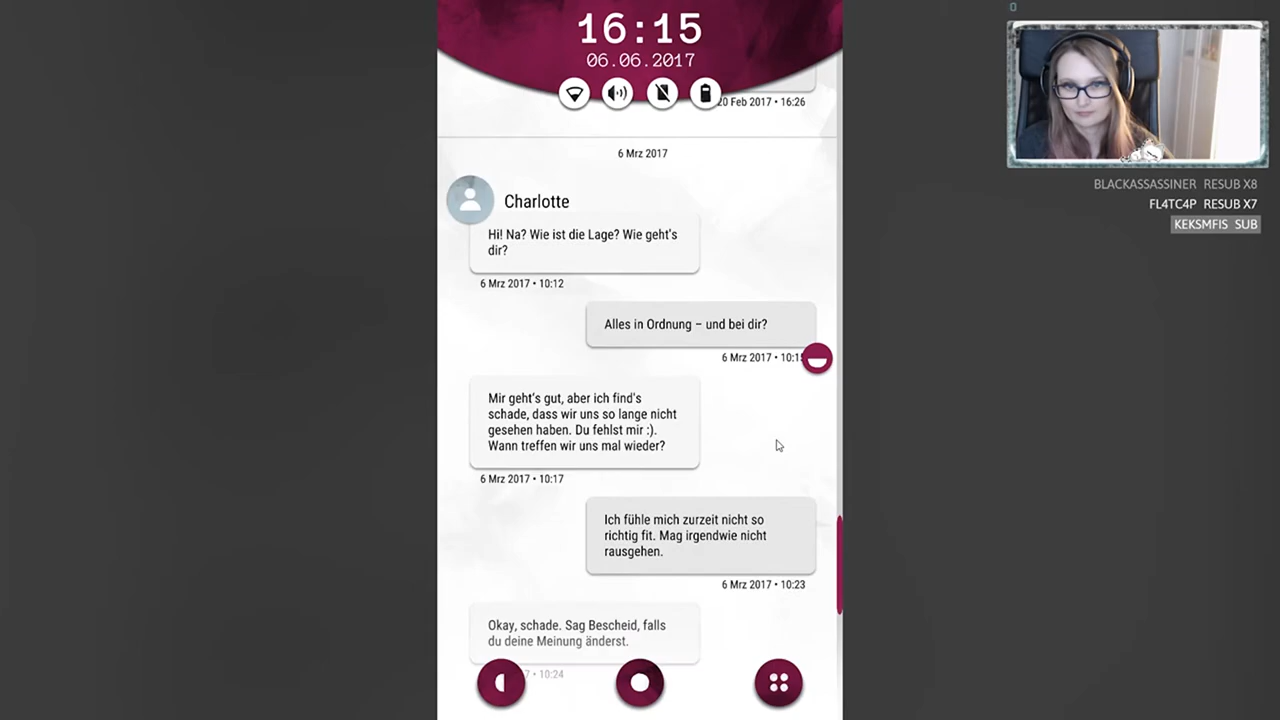 16:15
06.06.2017
20 Feb 2017 • 16:26
6 Mrz 2017
Charlotte
Hi! Na? Wie ist die Lage? Wie geht's
dir?
6 Mrz 2017 • 10:12
Alles in Ordnung – und bei dir?
6 Mrz 2017 • 10:15
Mir geht's gut, aber ich find's
schade, dass wir uns so lange nicht
gesehen haben. Du fehlst mir :).
Wann treffen wir uns mal wieder?
6 Mrz 2017 • 10:17
Ich fühle mich zurzeit nicht so
richtig fit. Mag irgendwie nicht
rausgehen.
6 Mrz 2017 • 10:23
Okay, schade. Sag Bescheid, falls
du deine Meinung änderst.
7 • 10:24
0
BLACKASSASSINER RESUB X8
FL4TC4P RESUB X7
KEKSMFIS SUB